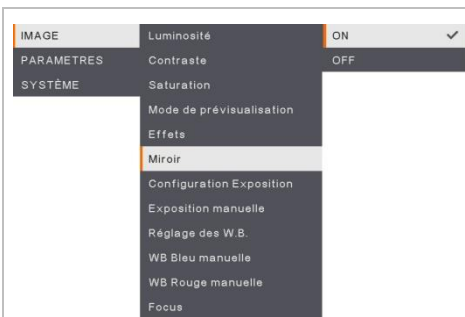 IMAGE
PARAMETRES
SYSTÈME
Luminosité
Contraste
Saturation
Mode de prévisualisation
Effets
Miroir
Configuration Exposition
Exposition manuelle
Réglage des W.B.
WB Bleu manuelle
WB Rouge manuelle
Focus
ON
OFF